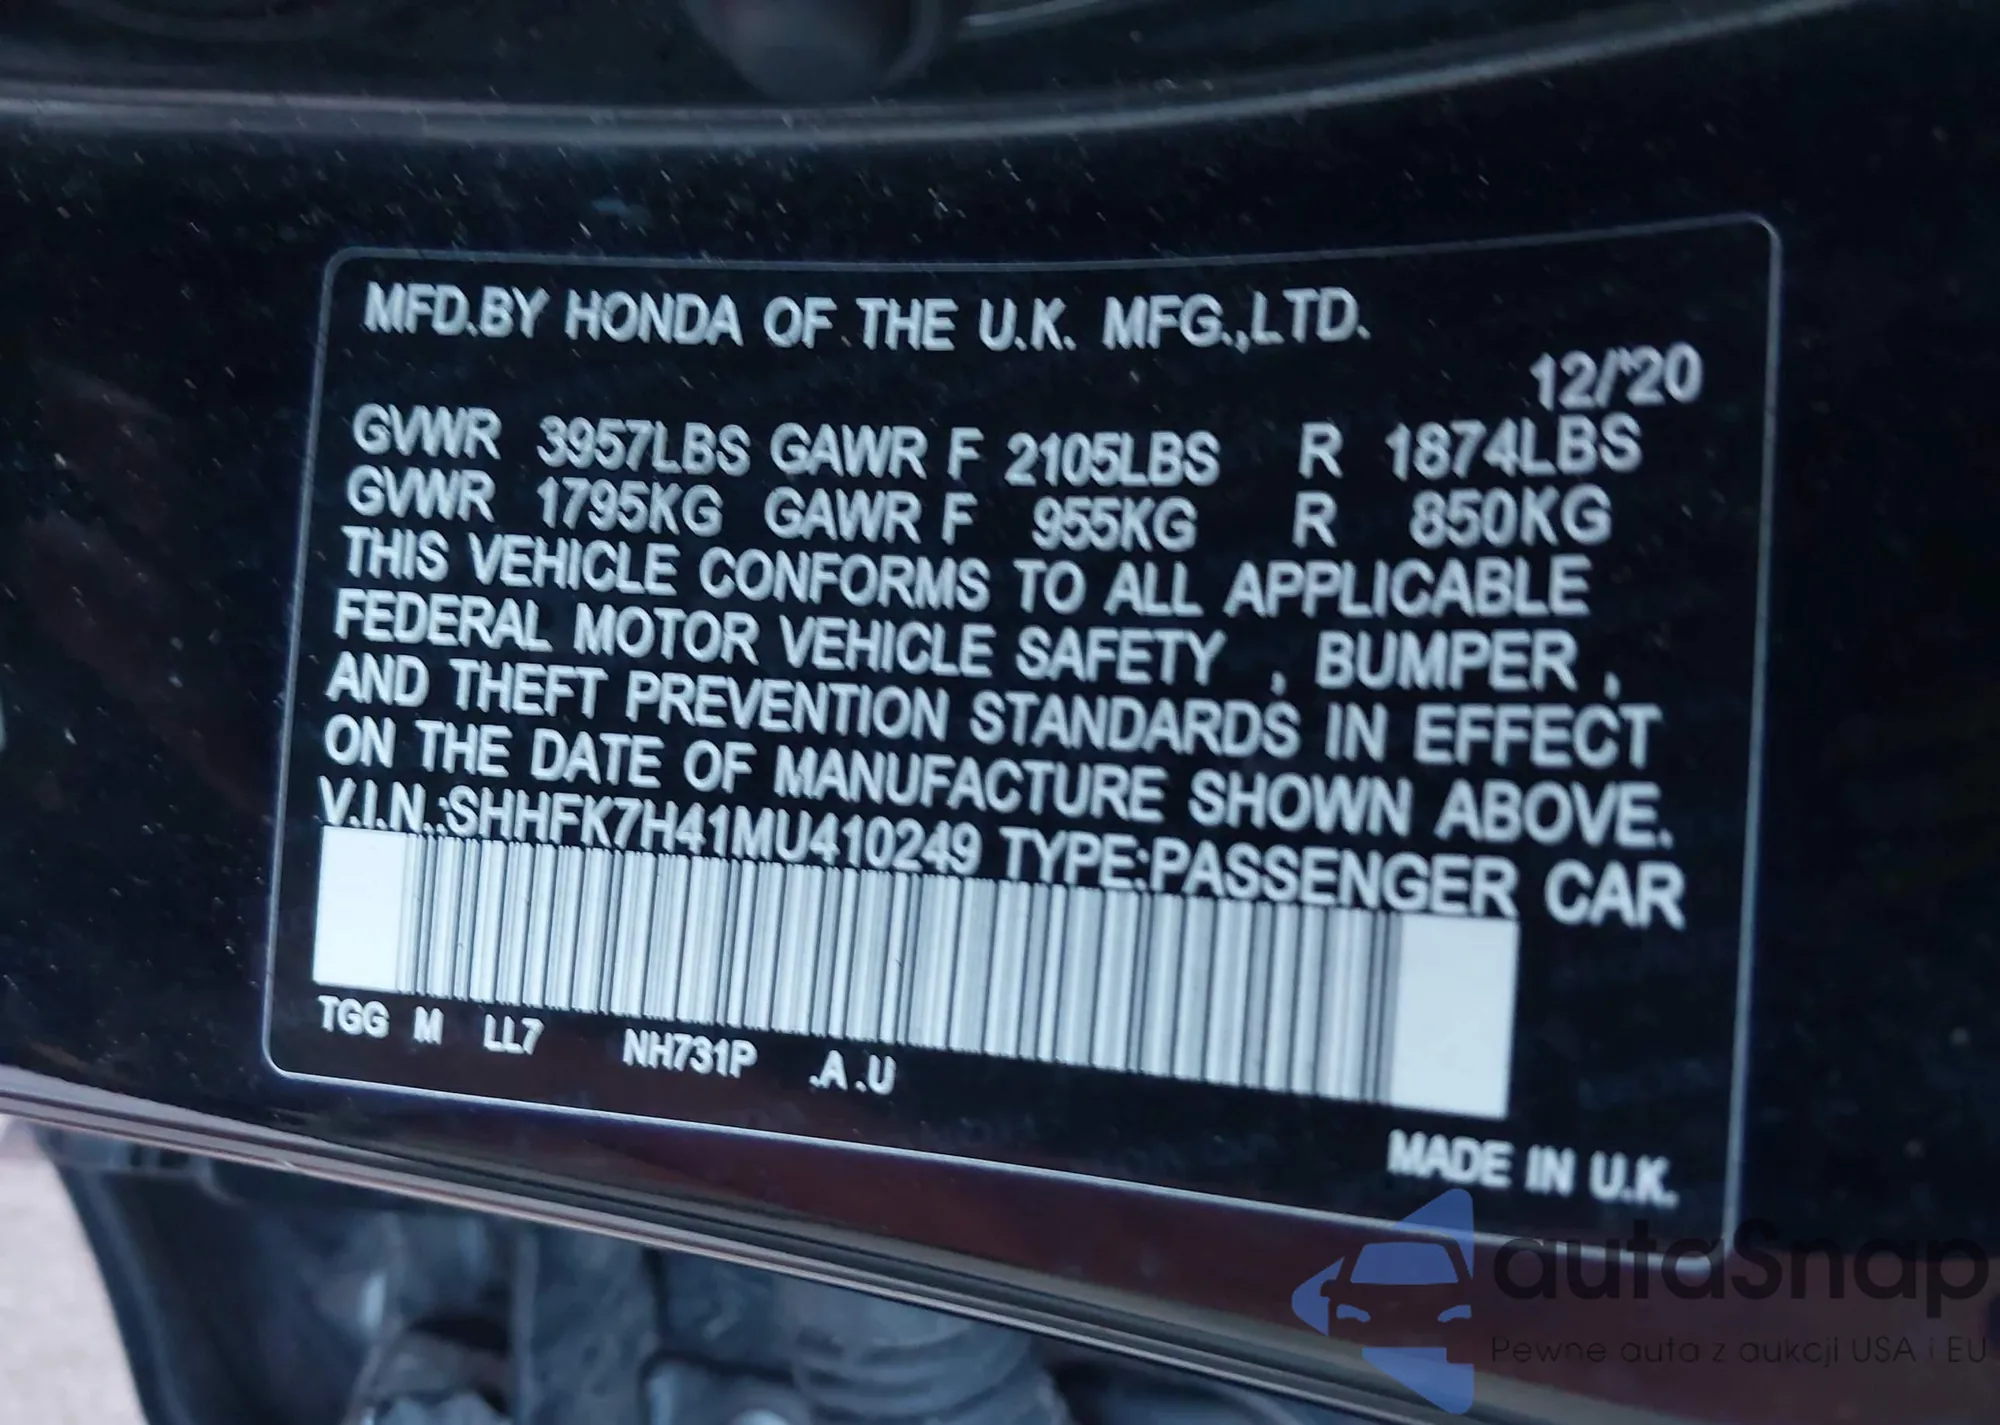 MFD.BY HONDA OF THE U.K. MFG.,LTD.
12/'20
GVWR 3957LBS GAWR F 2105LBS R 1874LBS
GVWR 1795KG GAWR F 955KG R 850KG
THIS VEHICLE CONFORMS TO ALL APPLICABLE
FEDERAL MOTOR VEHICLE SAFETY , BUMPER ,
AND THEFT PREVENTION STANDARDS IN EFFECT
ON THE DATE OF MANUFACTURE SHOWN ABOVE.
V.I.N.:SHHFK7H41MU410249 TYPE:PASSENGER CAR
TGG M LL7 NH731P .A .U
MADE IN U.K.
autaSnap
Pewne auta z aukcji USA i EU